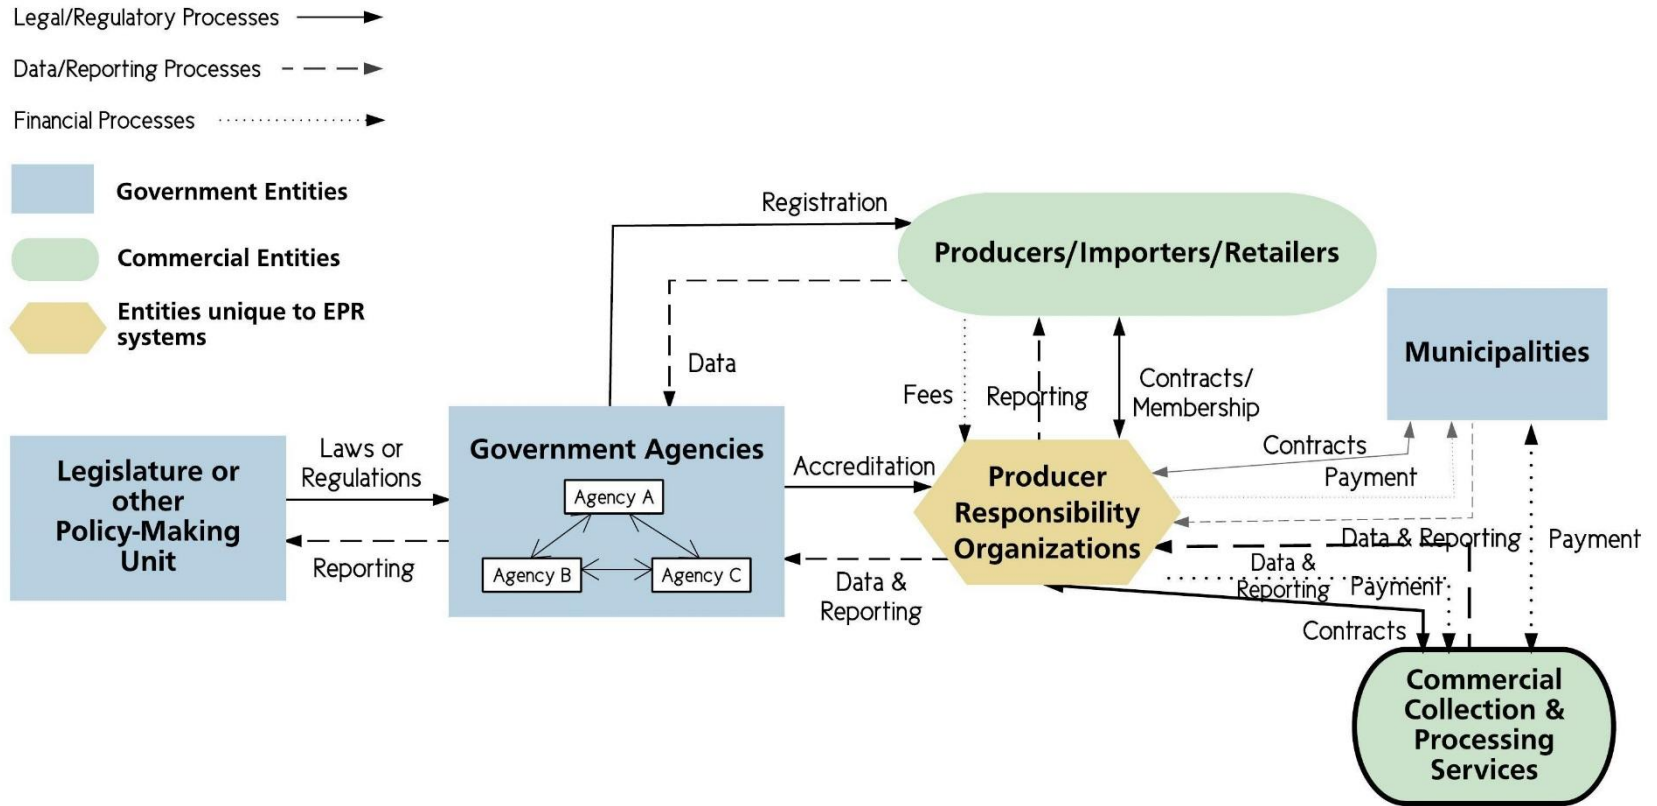 Legal/Regulatory Processes
Data/Reporting Processes
Financial Processes
Government Entities
Commercial Entities
Entities unique to EPR
systems
Registration
Producers/Importers/Retailers
Municipalities
Data
Fees
Reporting
Contracts/
Membership
Legislature or
other
Policy-Making
Unit
Laws or
Regulations
Reporting
Government Agencies
Agency A
Agency B
Agency C
Accreditation
Data &
Reporting
Producer
Responsibility
Organizations
Contracts
Payment
Data & Reporting
Payment
Data &
Reporting
Payment
Contracts
Commercial
Collection &
Processing
Services